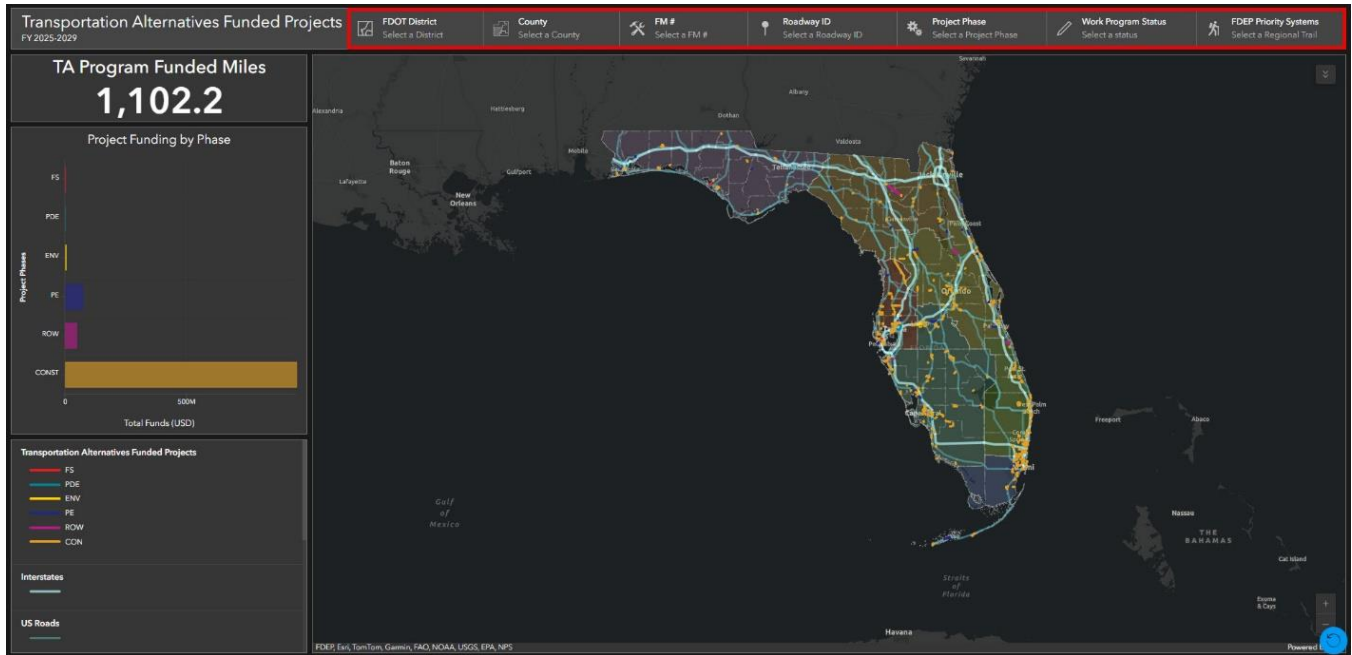 Transportation Alternatives Funded Projects
FY 2025-2029
FDOT District
Select a District
County
Select a County
FM #
Select a FM #
Roadway ID
Select a Roadway ID
Project Phase
Select a Project Phase
Work Program Status
Select a status
FDEP Priority Systems
Select a Regional Trail
TA Program Funded Miles
1,102.2
Project Funding by Phase
Project Phases
FS
PDE
ENV
PE
ROW
CONST
0
500M
Total Funds (USD)
Transportation Alternatives Funded Projects
FS
PDE
ENV
PE
ROW
CON
Interstates
US Roads
Savannah
Albany
Alexandria
Hattiesburg
Dothan
Valdosta
Mobile
Baton
Rouge
Gulfport
Lafayette
New
Orleans
Orlando
Freeport
Abaco
Gulf
of
Mexico
Nassau
THE
BAHAMAS
Cat Island
Straits
of
Florida
Exuma
& Cays
Havana
+
FDEP, Esri, TomTom, Garmin, FAO, NOAA, USGS, EPA, NPS
Powered